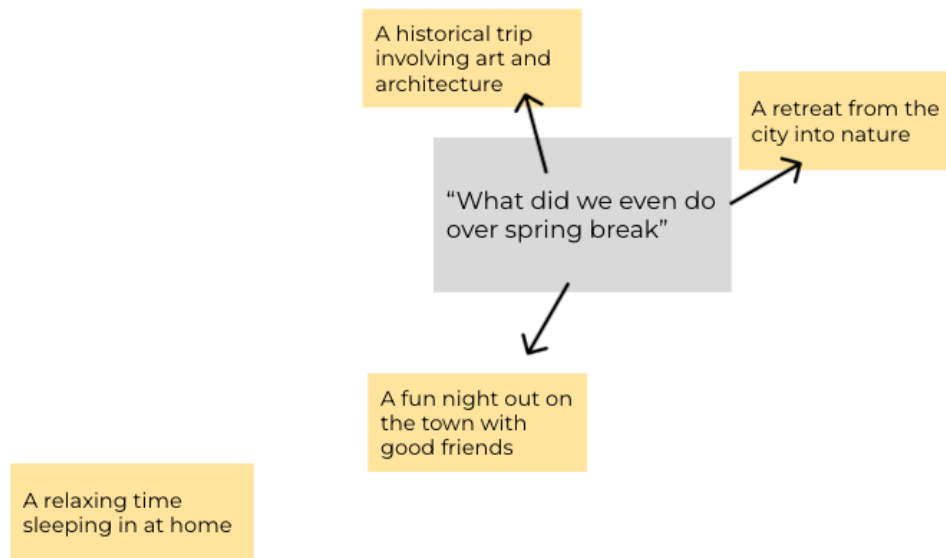 A historical trip
involving art and
architecture
A retreat from the
city into nature
“What did we even do
over spring break”
A fun night out on
the town with
good friends
A relaxing time
sleeping in at home